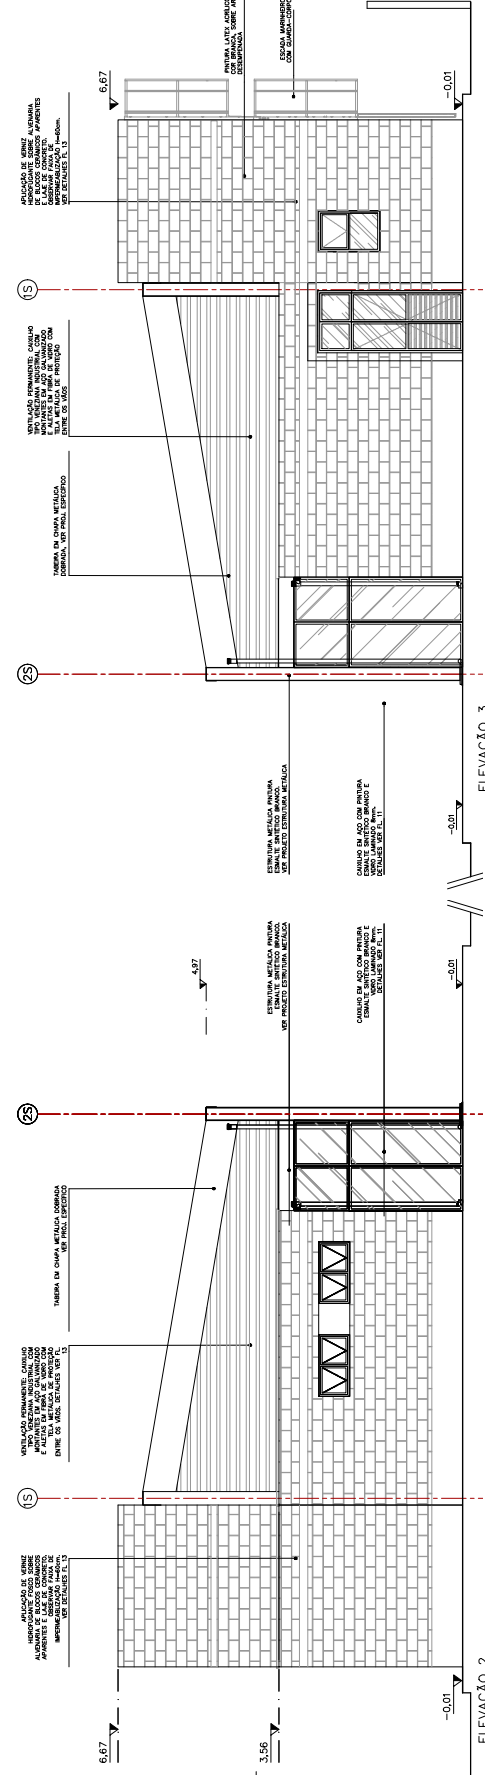 PINTURA LATEX ACRÍLIC
COR BRANCA, SOBRE AR
DESEMPENADA
ESCADA MARINHEIRO
COM GUARDA-CORPO
6,67
-0,01
APLICAÇÃO DE VERNIZ
HIDROFUGANTE SOBRE ALVENARIA
DE BLOCOS CERÂMICOS APARENTES
E LAJE DE CONCRETO.
OBSERVAR FAIXA DE
IMPERMEABILIZAÇÃO H=60cm.
VER DETALHES FL 13
1S
VENTILAÇÃO PERMANENTE: CAIXILHO
TIPO VENEZIANA INDUSTRIAL COM
MONTANTES EM AÇO GALVANIZADO
E ALETAS EM FIBRA DE VIDRO COM
TELA METÁLICA DE PROTEÇÃO
ENTRE OS VÃOS
TABEIRA EM CHAPA METÁLICA
DOBRADA, VER PROJ. ESPECÍFICO
2S
ESTRUTURA METÁLICA PINTURA
ESMALTE SINTÉTICO BRANCO.
VER PROJETO ESTRUTURA METÁLICA
CAIXILHO EM AÇO COM PINTURA
ESMALTE SINTÉTICO BRANCO E
VIDRO LAMINADO 8mm.
DETALHES VER FL. 11
-0,01
ELEVAÇÃO 3
4,97
ESTRUTURA METÁLICA PINTURA
ESMALTE SINTÉTICO BRANCO.
VER PROJETO ESTRUTURA METÁLICA
CAIXILHO EM AÇO COM PINTURA
ESMALTE SINTÉTICO BRANCO E
VIDRO LAMINADO 8mm.
DETALHES VER FL. 11
-0,01
2S
TABEIRA EM CHAPA METÁLICA DOBRADA
VER PROJ. ESPECÍFICO
VENTILAÇÃO PERMANENTE: CAIXILHO
TIPO VENEZIANA INDUSTRIAL COM
MONTANTES EM AÇO GALVANIZADO
E ALETAS EM FIBRA DE VIDRO COM
TELA METÁLICA DE PROTEÇÃO
ENTRE OS VÃOS. DETALHES VER FL.
13
1S
APLICAÇÃO DE VERNIZ
HIDROFUGANTE FOSCO SOBRE
ALVENARIA DE BLOCOS CERÂMICOS
APARENTES E LAJE DE CONCRETO.
OBSERVAR FAIXA DE
IMPERMEABILIZAÇÃO H=60cm.
VER DETALHES FL 13
6,67
3,56
-0,01
ELEVAÇÃO 2